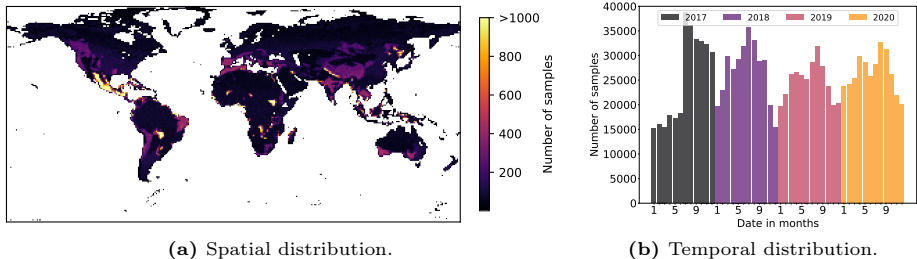 >1000
800
600
400
200
Number of samples
(a) Spatial distribution.
2017 2018 2019 2020
40000
35000
30000
25000
20000
15000
10000
5000
0
Number of samples
1 5 9 1 5 9 1 5 9 1 5 9
Date in months
(b) Temporal distribution.